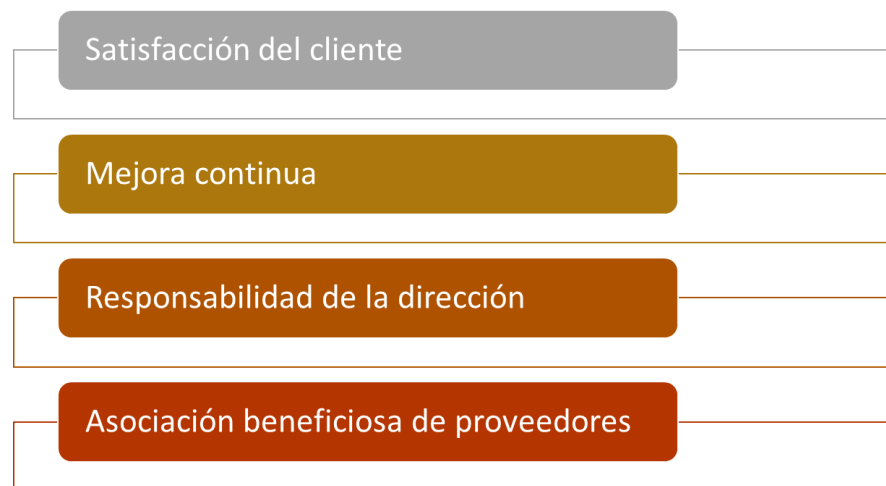 Satisfacción del cliente
Mejora continua
Responsabilidad de la dirección
Asociación beneficiosa de proveedores